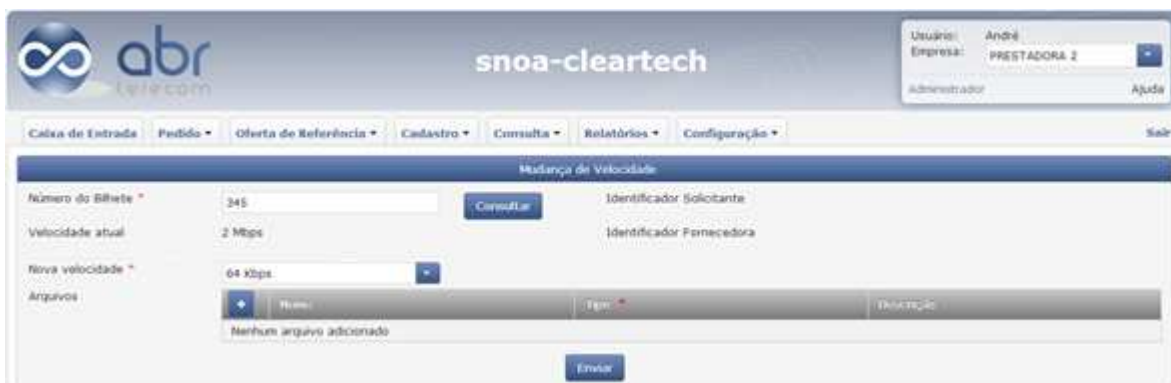 abr
telecom
snoa-cleartech
Usuário: André
Empresa: PRESTADORA 2
Administrador Ajuda
Caixa de Entrada Pedido Oferta de Referência Cadastro Consulta Relatórios Configuração Sair
Mudança de Velocidade
Número do Bilhete * 345 Consultar Identificador Solicitante
Velocidade atual 2 Mbps Identificador Fornecedora
Nova velocidade * 64 Kbps
Arquivos + Nome Tipo * Descrição
Nenhum arquivo adicionado
Enviar